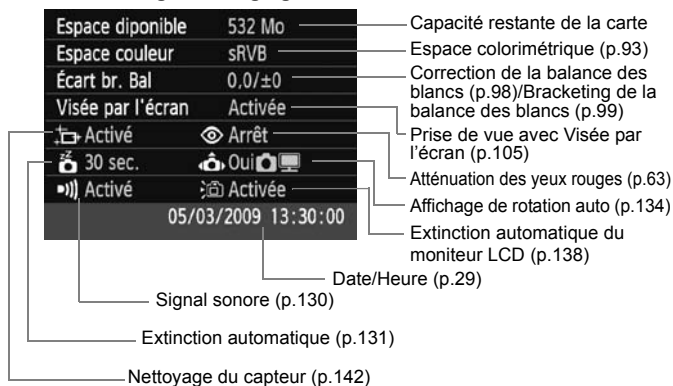 Espace diponible 532 Mo
Espace couleur sRVB
Écart br. Bal 0,0/±0
Visée par l'écran Activée
Activé Arrêt
30 sec. Oui
Activé Activée
05/03/2009 13:30:00
Capacité restante de la carte
Espace colorimétrique (p.93)
Correction de la balance des
blancs (p.98)/Bracketing de la
balance des blancs (p.99)
Prise de vue avec Visée par
l'écran (p.105)
Atténuation des yeux rouges (p.63)
Affichage de rotation auto (p.134)
Extinction automatique du
moniteur LCD (p.138)
Date/Heure (p.29)
Signal sonore (p.130)
Extinction automatique (p.131)
Nettoyage du capteur (p.142)